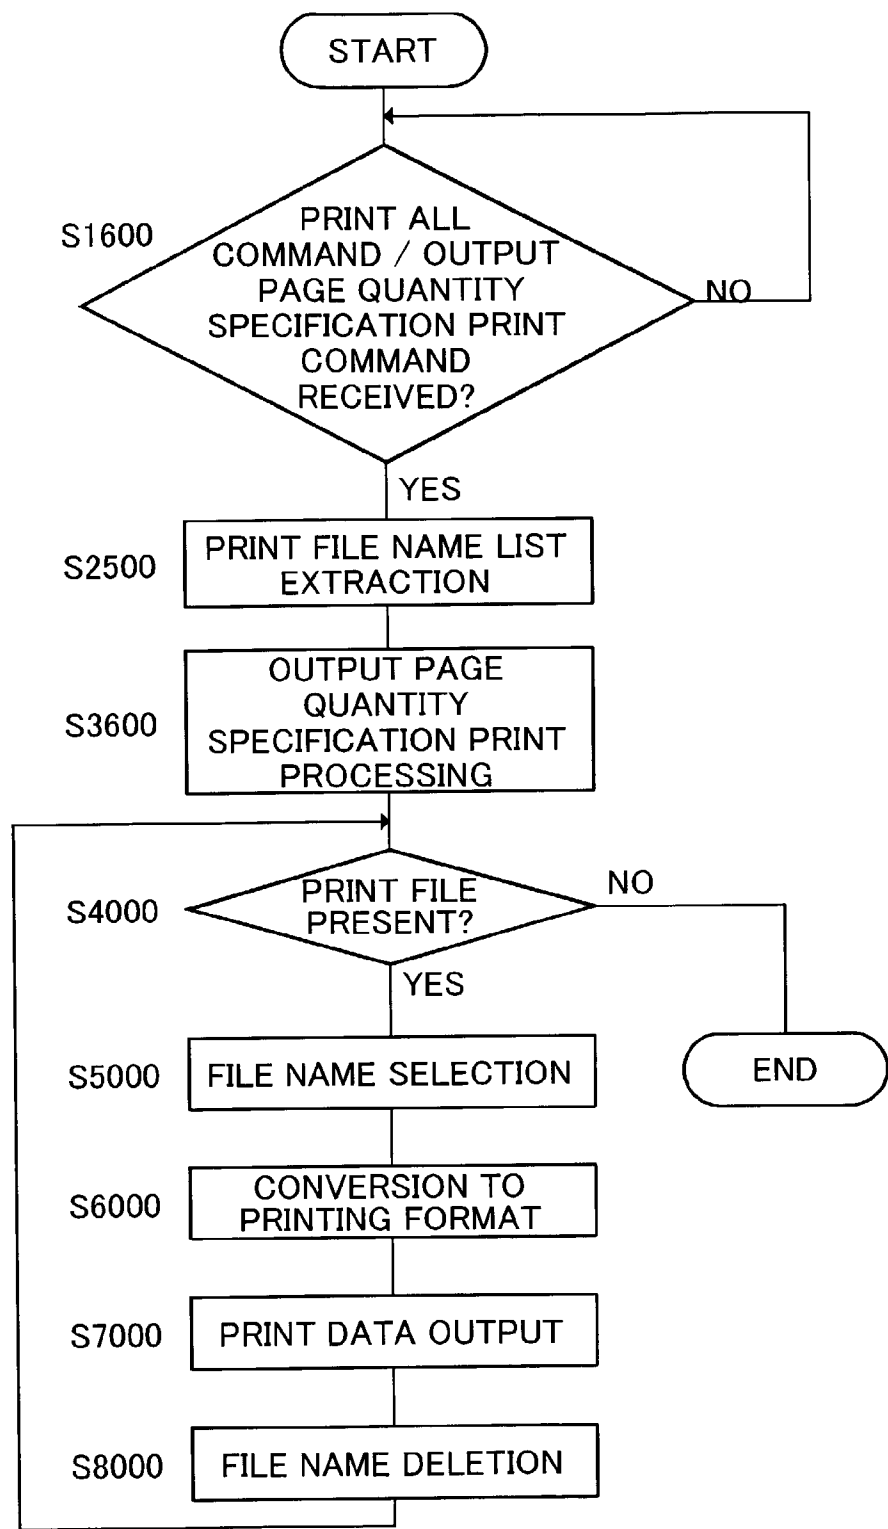 START
S1600
PRINT ALL
COMMAND / OUTPUT
PAGE QUANTITY
SPECIFICATION PRINT
COMMAND
RECEIVED?
NO
YES
S2500
PRINT FILE NAME LIST
EXTRACTION
S3600
OUTPUT PAGE
QUANTITY
SPECIFICATION PRINT
PROCESSING
S4000
PRINT FILE
PRESENT?
NO
YES
S5000
FILE NAME SELECTION
END
S6000
CONVERSION TO
PRINTING FORMAT
S7000
PRINT DATA OUTPUT
S8000
FILE NAME DELETION